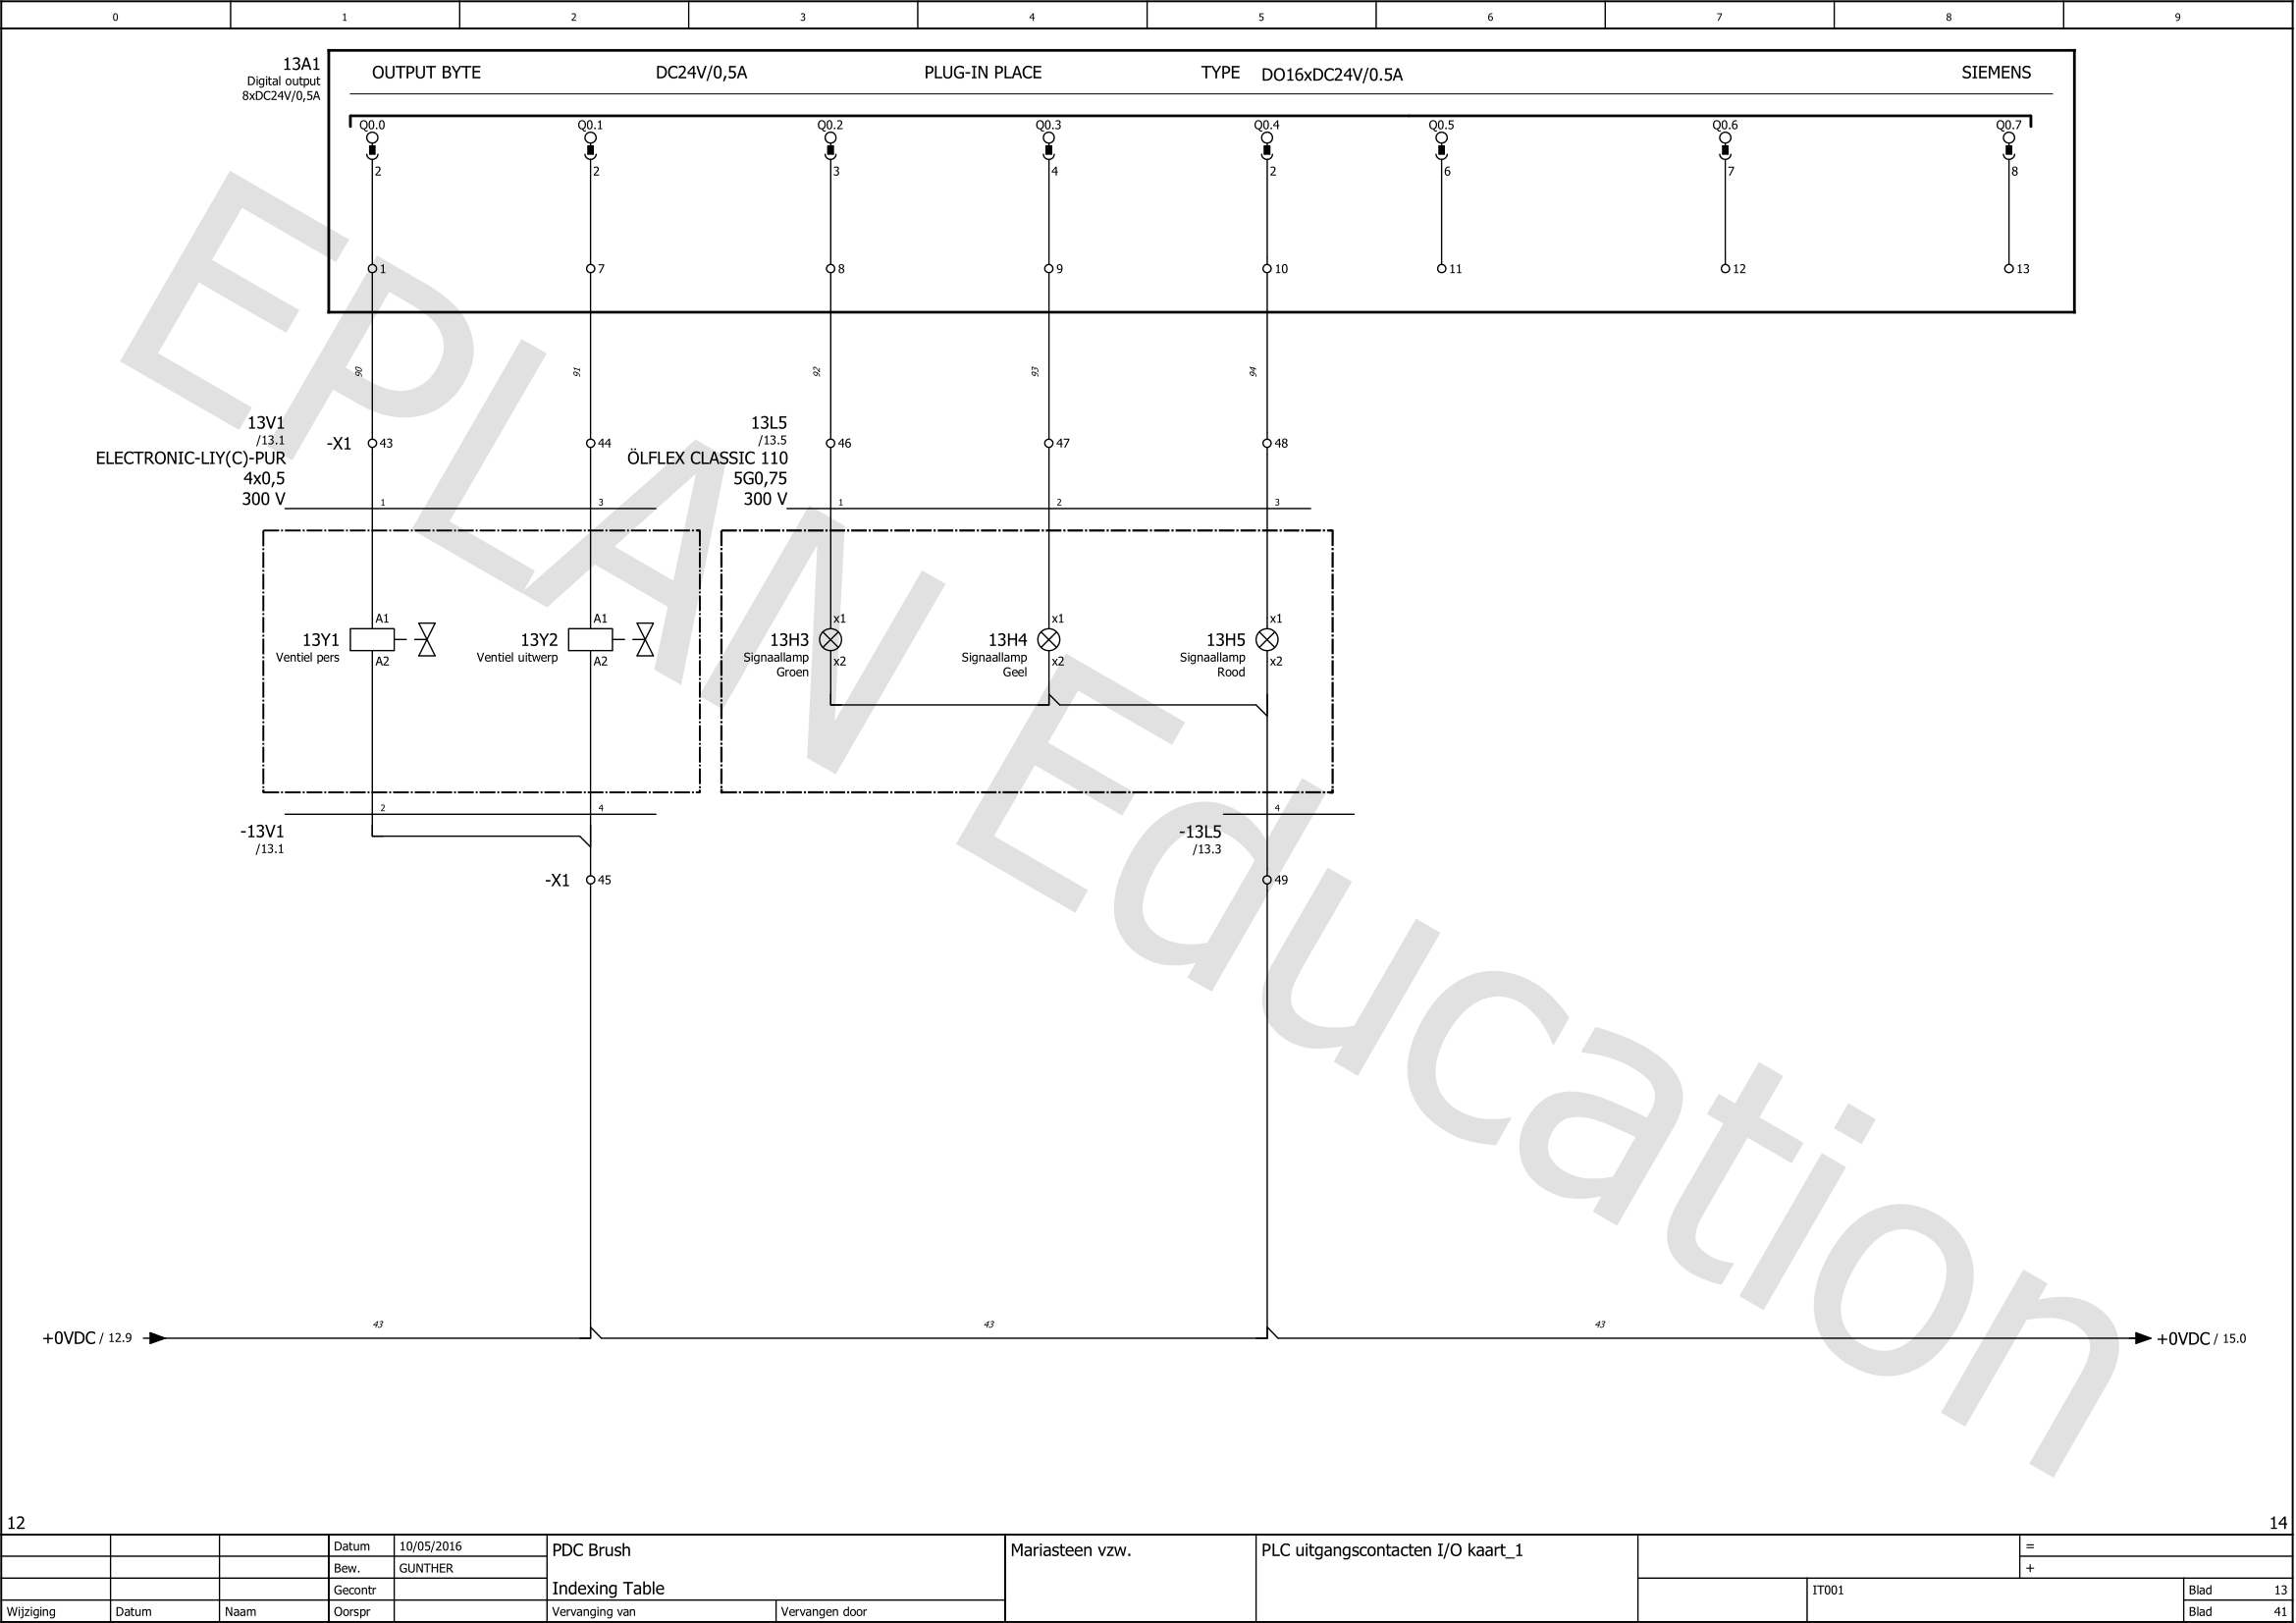 0 1 2 3 4 5 6 7 8 9
13A1
Digital output
8xDC24V/0,5A
OUTPUT BYTE DC24V/0,5A PLUG-IN PLACE TYPE DO16xDC24V/0.5A SIEMENS
Q0.0 Q0.1 Q0.2 Q0.3 Q0.4 Q0.5 Q0.6 Q0.7
2 2 3 4 2 6 7 8
1 7 8 9 10 11 12 13
90 91 92 93 94
13V1
/13.1
ELECTRONIC-LIY(C)-PUR
4x0,5
300 V
-X1 43 44
13L5
/13.5
ÖLFLEX CLASSIC 110
5G0,75
300 V
46 47 48
1 3 1 2 3
A1 A1 x1 x1 x1
13Y1
Ventiel pers
A2
13Y2
Ventiel uitwerp
A2
13H3
Signaallamp
Groen
x2
13H4
Signaallamp
Geel
x2
13H5
Signaallamp
Rood
x2
2 4 4
-13V1
/13.1
-13L5
/13.3
-X1 45 49
43 43 43
+0VDC / 12.9
+0VDC / 15.0
EPLAN Education
12 14
Datum 10/05/2016
Bew. GUNTHER
Gecontr
Wijziging Datum Naam Oorspr
PDC Brush
Indexing Table
Vervanging van Vervangen door
Mariasteen vzw.
PLC uitgangscontacten I/O kaart_1
=
+
IT001
Blad 13
Blad 41